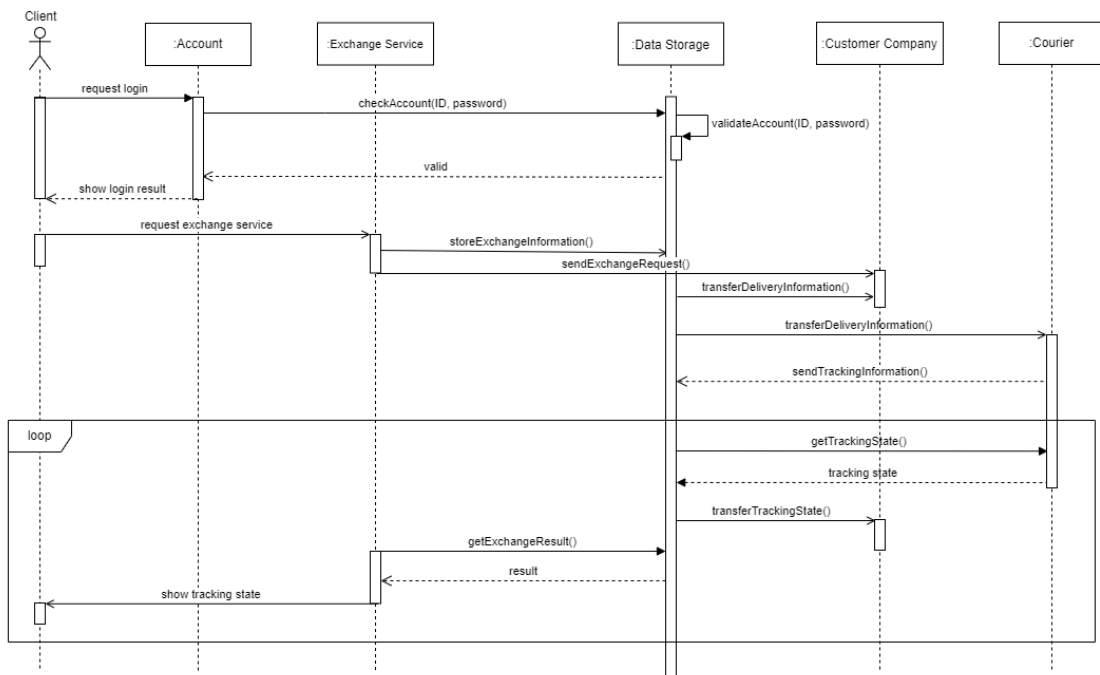 Client
:Account
:Exchange Service
:Data Storage
:Customer Company
:Courier
request login
checkAccount(ID, password)
validateAccount(ID, password)
valid
show login result
request exchange service
storeExchangeInformation()
sendExchangeRequest()
transferDeliveryInformation()
transferDeliveryInformation()
sendTrackingInformation()
loop
getTrackingState()
tracking state
transferTrackingState()
getExchangeResult()
result
show tracking state